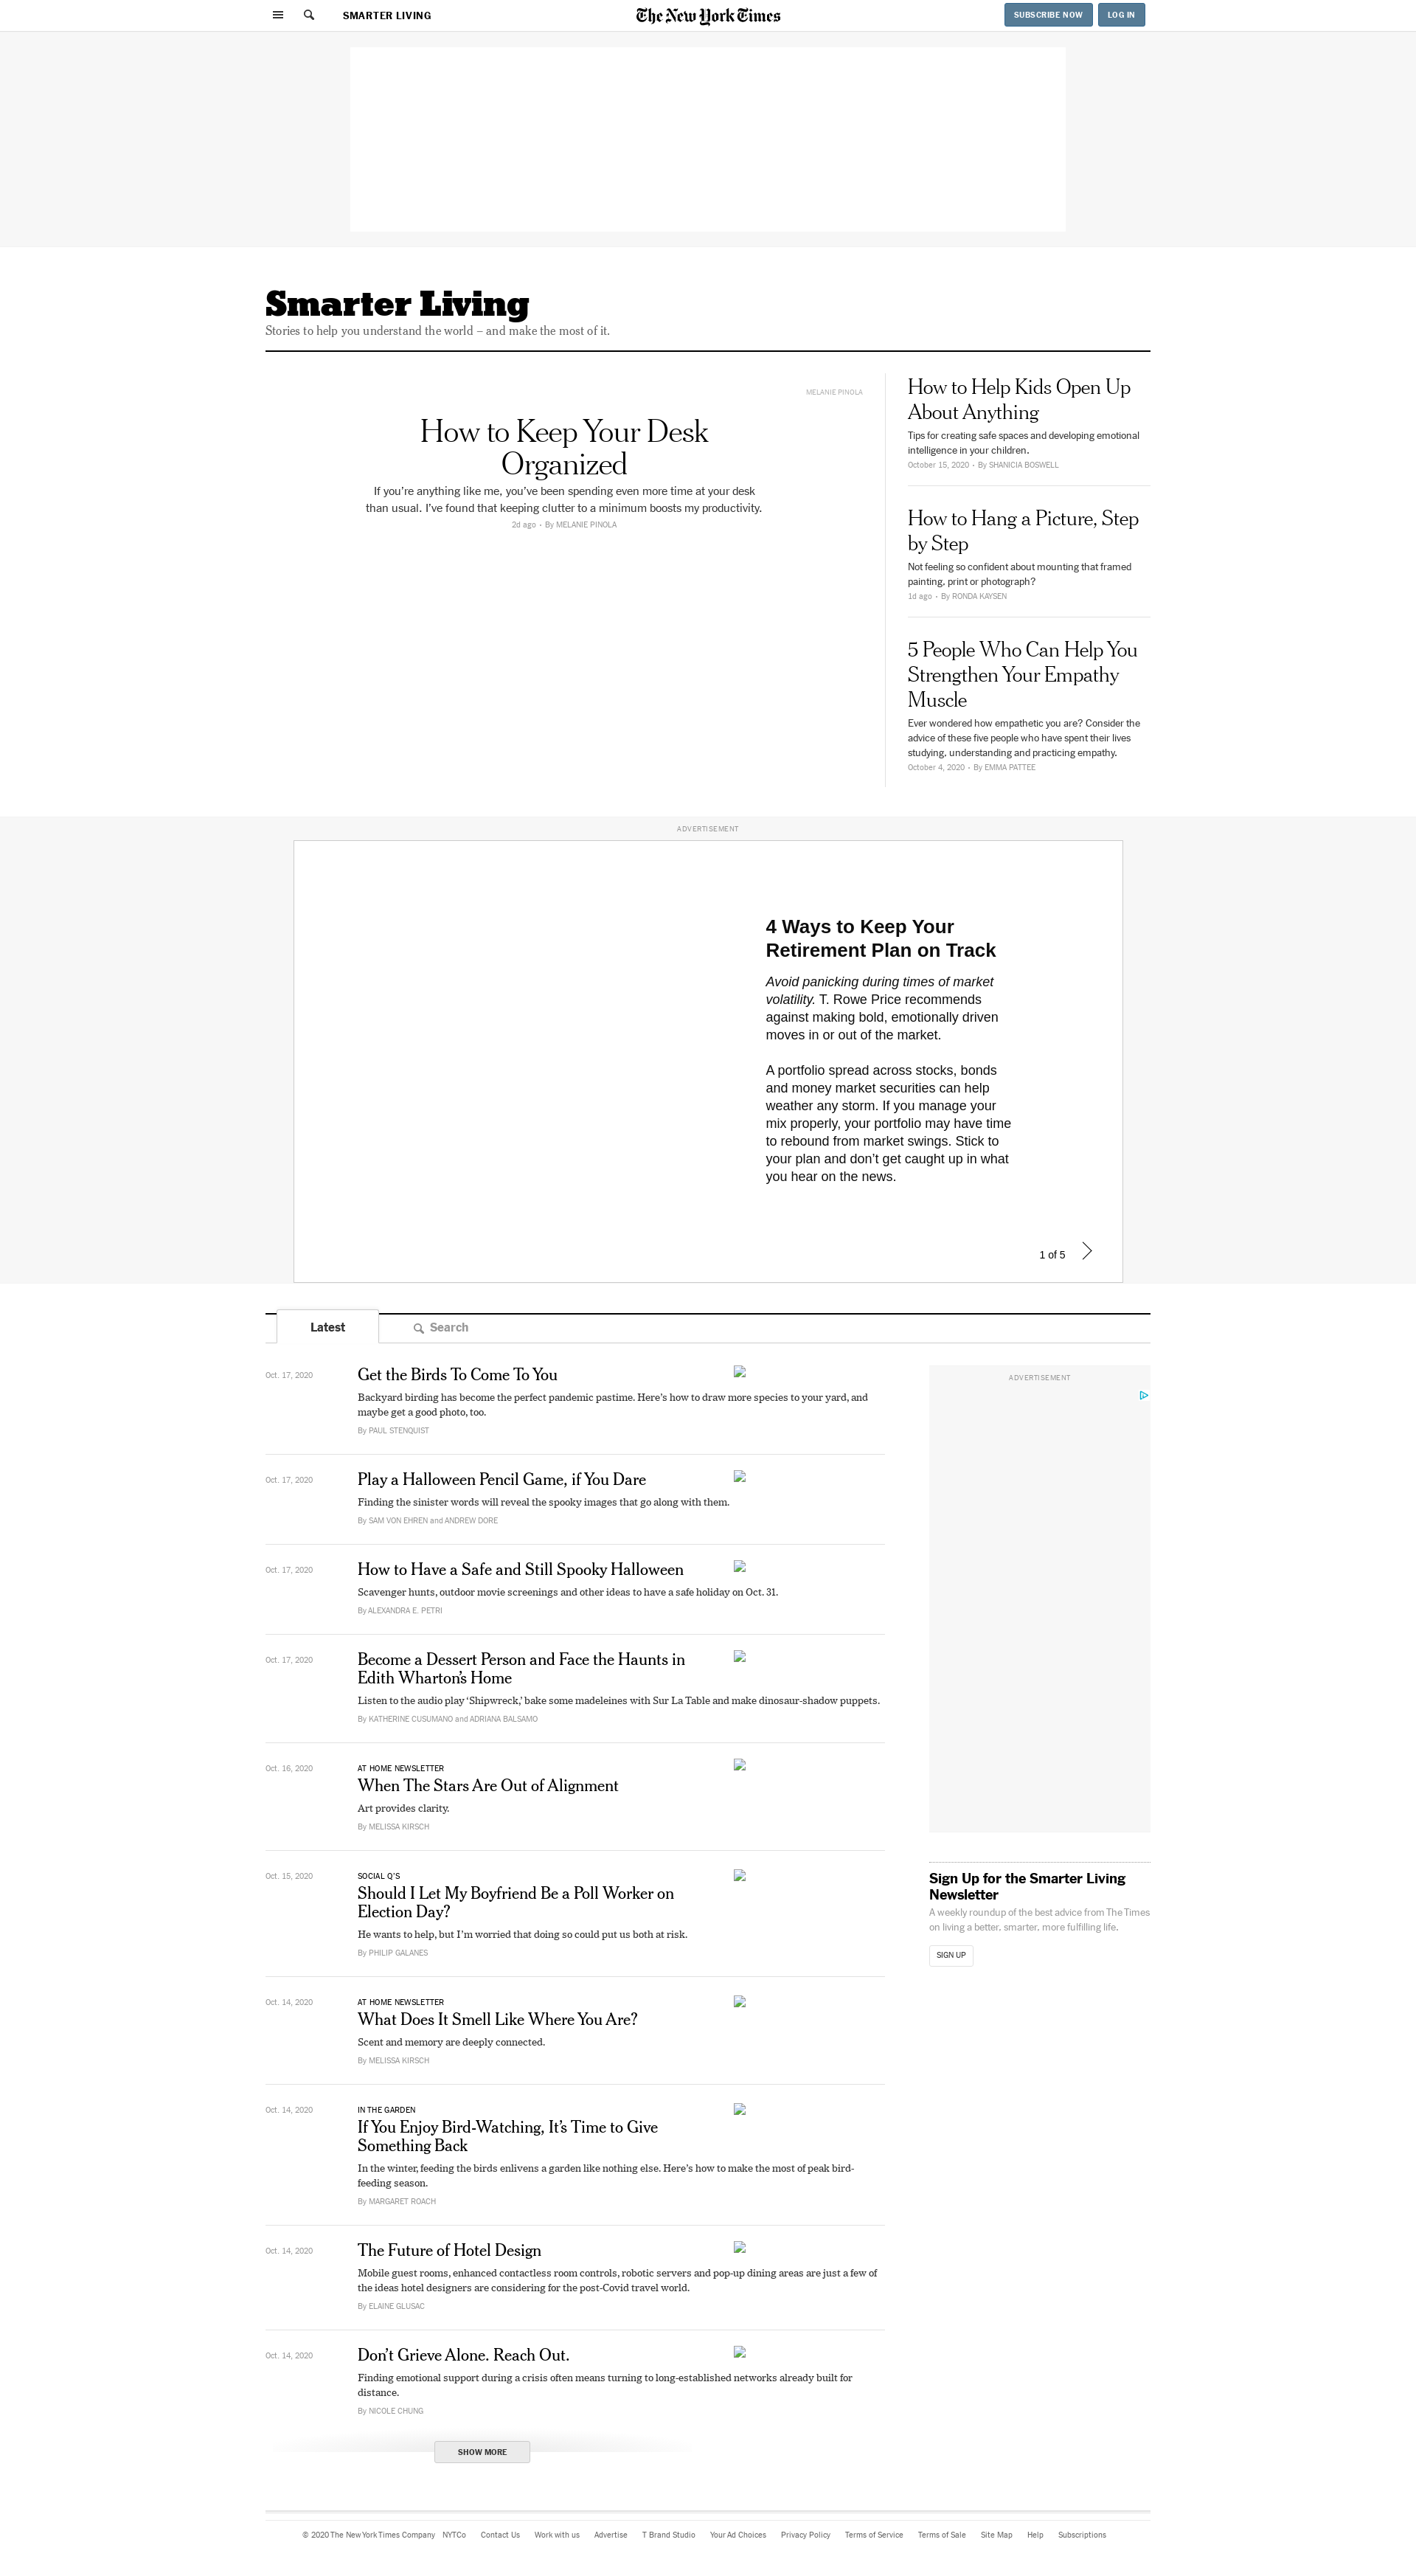 SMARTER LIVING
The New York Times
SUBSCRIBE NOW
LOG IN
Smarter Living
Stories to help you understand the world – and make the most of it.
MELANIE PINOLA
How to Keep Your Desk
Organized
If you’re anything like me, you’ve been spending even more time at your desk
than usual. I’ve found that keeping clutter to a minimum boosts my productivity.
2d ago • By MELANIE PINOLA
How to Help Kids Open Up
About Anything
Tips for creating safe spaces and developing emotional
intelligence in your children.
October 15, 2020 • By SHANICIA BOSWELL
How to Hang a Picture, Step
by Step
Not feeling so confident about mounting that framed
painting, print or photograph?
1d ago • By RONDA KAYSEN
5 People Who Can Help You
Strengthen Your Empathy
Muscle
Ever wondered how empathetic you are? Consider the
advice of these five people who have spent their lives
studying, understanding and practicing empathy.
October 4, 2020 • By EMMA PATTEE
ADVERTISEMENT
4 Ways to Keep Your
Retirement Plan on Track
Avoid panicking during times of market
volatility. T. Rowe Price recommends
against making bold, emotionally driven
moves in or out of the market.
A portfolio spread across stocks, bonds
and money market securities can help
weather any storm. If you manage your
mix properly, your portfolio may have time
to rebound from market swings. Stick to
your plan and don’t get caught up in what
you hear on the news.
1 of 5
Latest
Search
Oct. 17, 2020
Get the Birds To Come To You
Backyard birding has become the perfect pandemic pastime. Here’s how to draw more species to your yard, and
maybe get a good photo, too.
By PAUL STENQUIST
Oct. 17, 2020
Play a Halloween Pencil Game, if You Dare
Finding the sinister words will reveal the spooky images that go along with them.
By SAM VON EHREN and ANDREW DORE
Oct. 17, 2020
How to Have a Safe and Still Spooky Halloween
Scavenger hunts, outdoor movie screenings and other ideas to have a safe holiday on Oct. 31.
By ALEXANDRA E. PETRI
Oct. 17, 2020
Become a Dessert Person and Face the Haunts in
Edith Wharton’s Home
Listen to the audio play ‘Shipwreck,’ bake some madeleines with Sur La Table and make dinosaur-shadow puppets.
By KATHERINE CUSUMANO and ADRIANA BALSAMO
Oct. 16, 2020
AT HOME NEWSLETTER
When The Stars Are Out of Alignment
Art provides clarity.
By MELISSA KIRSCH
Oct. 15, 2020
SOCIAL Q’S
Should I Let My Boyfriend Be a Poll Worker on
Election Day?
He wants to help, but I’m worried that doing so could put us both at risk.
By PHILIP GALANES
Oct. 14, 2020
AT HOME NEWSLETTER
What Does It Smell Like Where You Are?
Scent and memory are deeply connected.
By MELISSA KIRSCH
Oct. 14, 2020
IN THE GARDEN
If You Enjoy Bird-Watching, It’s Time to Give
Something Back
In the winter, feeding the birds enlivens a garden like nothing else. Here’s how to make the most of peak bird-
feeding season.
By MARGARET ROACH
Oct. 14, 2020
The Future of Hotel Design
Mobile guest rooms, enhanced contactless room controls, robotic servers and pop-up dining areas are just a few of
the ideas hotel designers are considering for the post-Covid travel world.
By ELAINE GLUSAC
Oct. 14, 2020
Don’t Grieve Alone. Reach Out.
Finding emotional support during a crisis often means turning to long-established networks already built for
distance.
By NICOLE CHUNG
SHOW MORE
ADVERTISEMENT
Sign Up for the Smarter Living
Newsletter
A weekly roundup of the best advice from The Times
on living a better, smarter, more fulfilling life.
SIGN UP
© 2020 The New York Times Company NYTCo Contact Us Work with us Advertise T Brand Studio Your Ad Choices Privacy Policy Terms of Service Terms of Sale Site Map Help Subscriptions